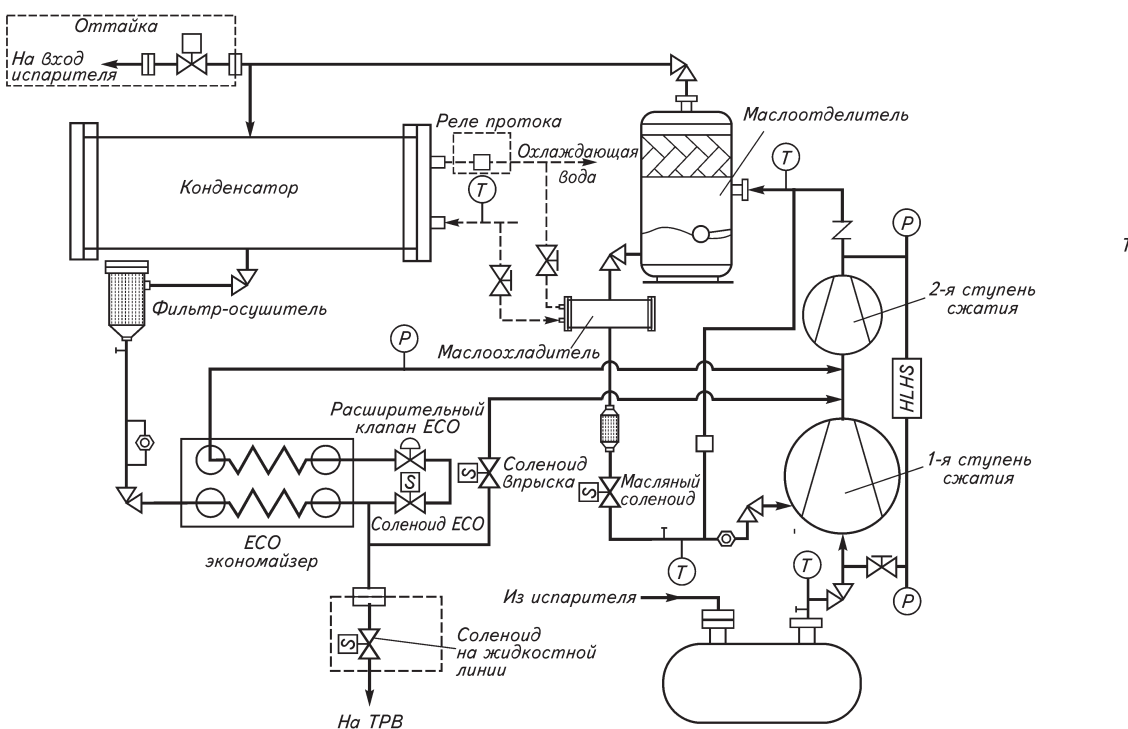 Оттайка
На вход
испарителя
Реле протока
Охлаждающая
вода
T
Маслоотделитель
T
P
Конденсатор
Фильтр-осушитель
P
Маслоохладитель
2-я ступень
сжатия
HLHS
Расширительный
клапан ECO
S
S
Соленоид
впрыска
S
Масляный
соленоид
1-я ступень
сжатия
Соленоид ECO
ECO
экономайзер
T
T
P
Из испарителя
S
Соленоид
на жидкостной
линии
На ТРВ